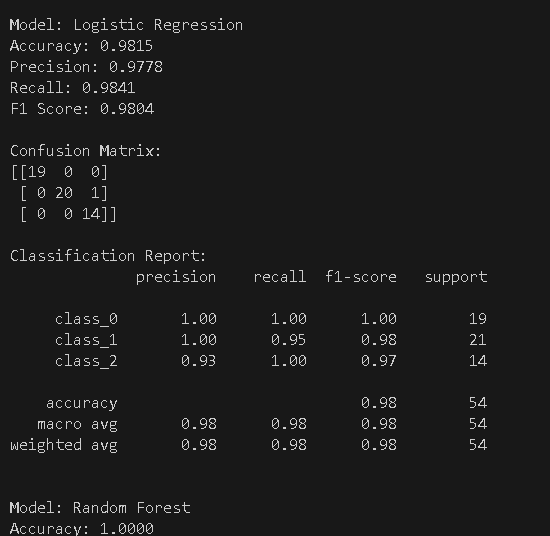 Model: Logistic Regression
Accuracy: 0.9815
Precision: 0.9778
Recall: 0.9841
F1 Score: 0.9804
Confusion Matrix:
[[19  0  0]
 [ 0 20  1]
 [ 0  0 14]]
Classification Report:
              precision    recall  f1-score   support
     class_0       1.00      1.00      1.00        19
     class_1       1.00      0.95      0.98        21
     class_2       0.93      1.00      0.97        14
    accuracy                           0.98        54
   macro avg       0.98      0.98      0.98        54
weighted avg       0.98      0.98      0.98        54
Model: Random Forest
Accuracy: 1.0000